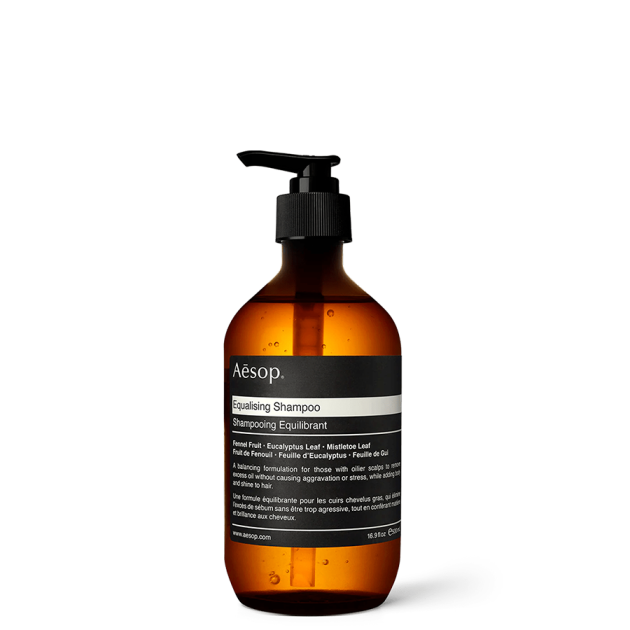 Aēsop®
Equalising Shampoo
Shampooing Equilibrant
Fennel Fruit · Eucalyptus Leaf · Mistletoe Leaf
Fruit de Fenouil · Feuille d'Eucalyptus · Feuille de Gui
A balancing formulation for those with oilier scalps to remove
excess oil without causing aggravation or stress, while adding body
and shine to hair.
Une formule équilibrante pour les cuirs chevelus gras, qui élimine
l'excès de sébum sans être trop agressive, tout en conférant
et brillance aux cheveux.
www.aesop.com 16.9 fl oz ℮